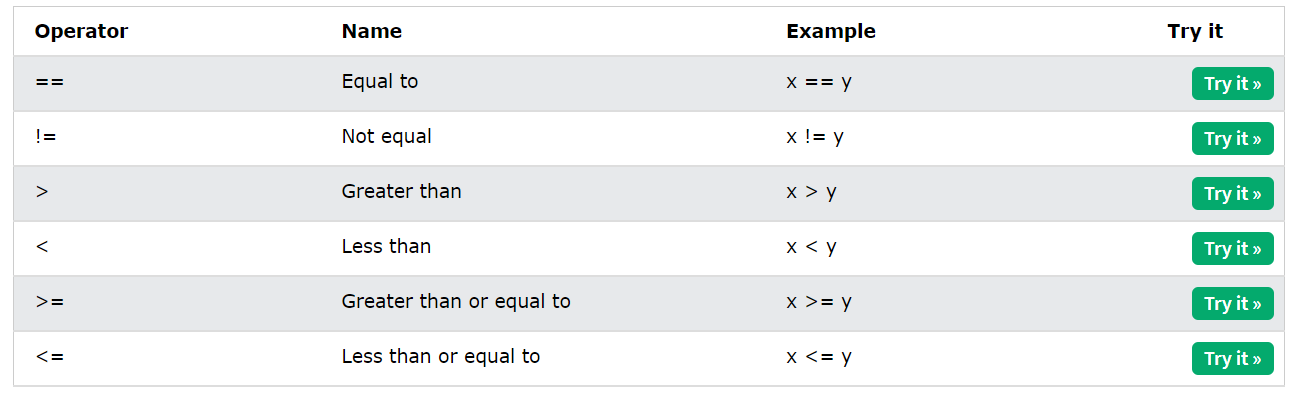 Operator Name Example Try it
== Equal to x == y Try it »
!= Not equal x != y Try it »
> Greater than x > y Try it »
< Less than x < y Try it »
>= Greater than or equal to x >= y Try it »
<= Less than or equal to x <= y Try it »